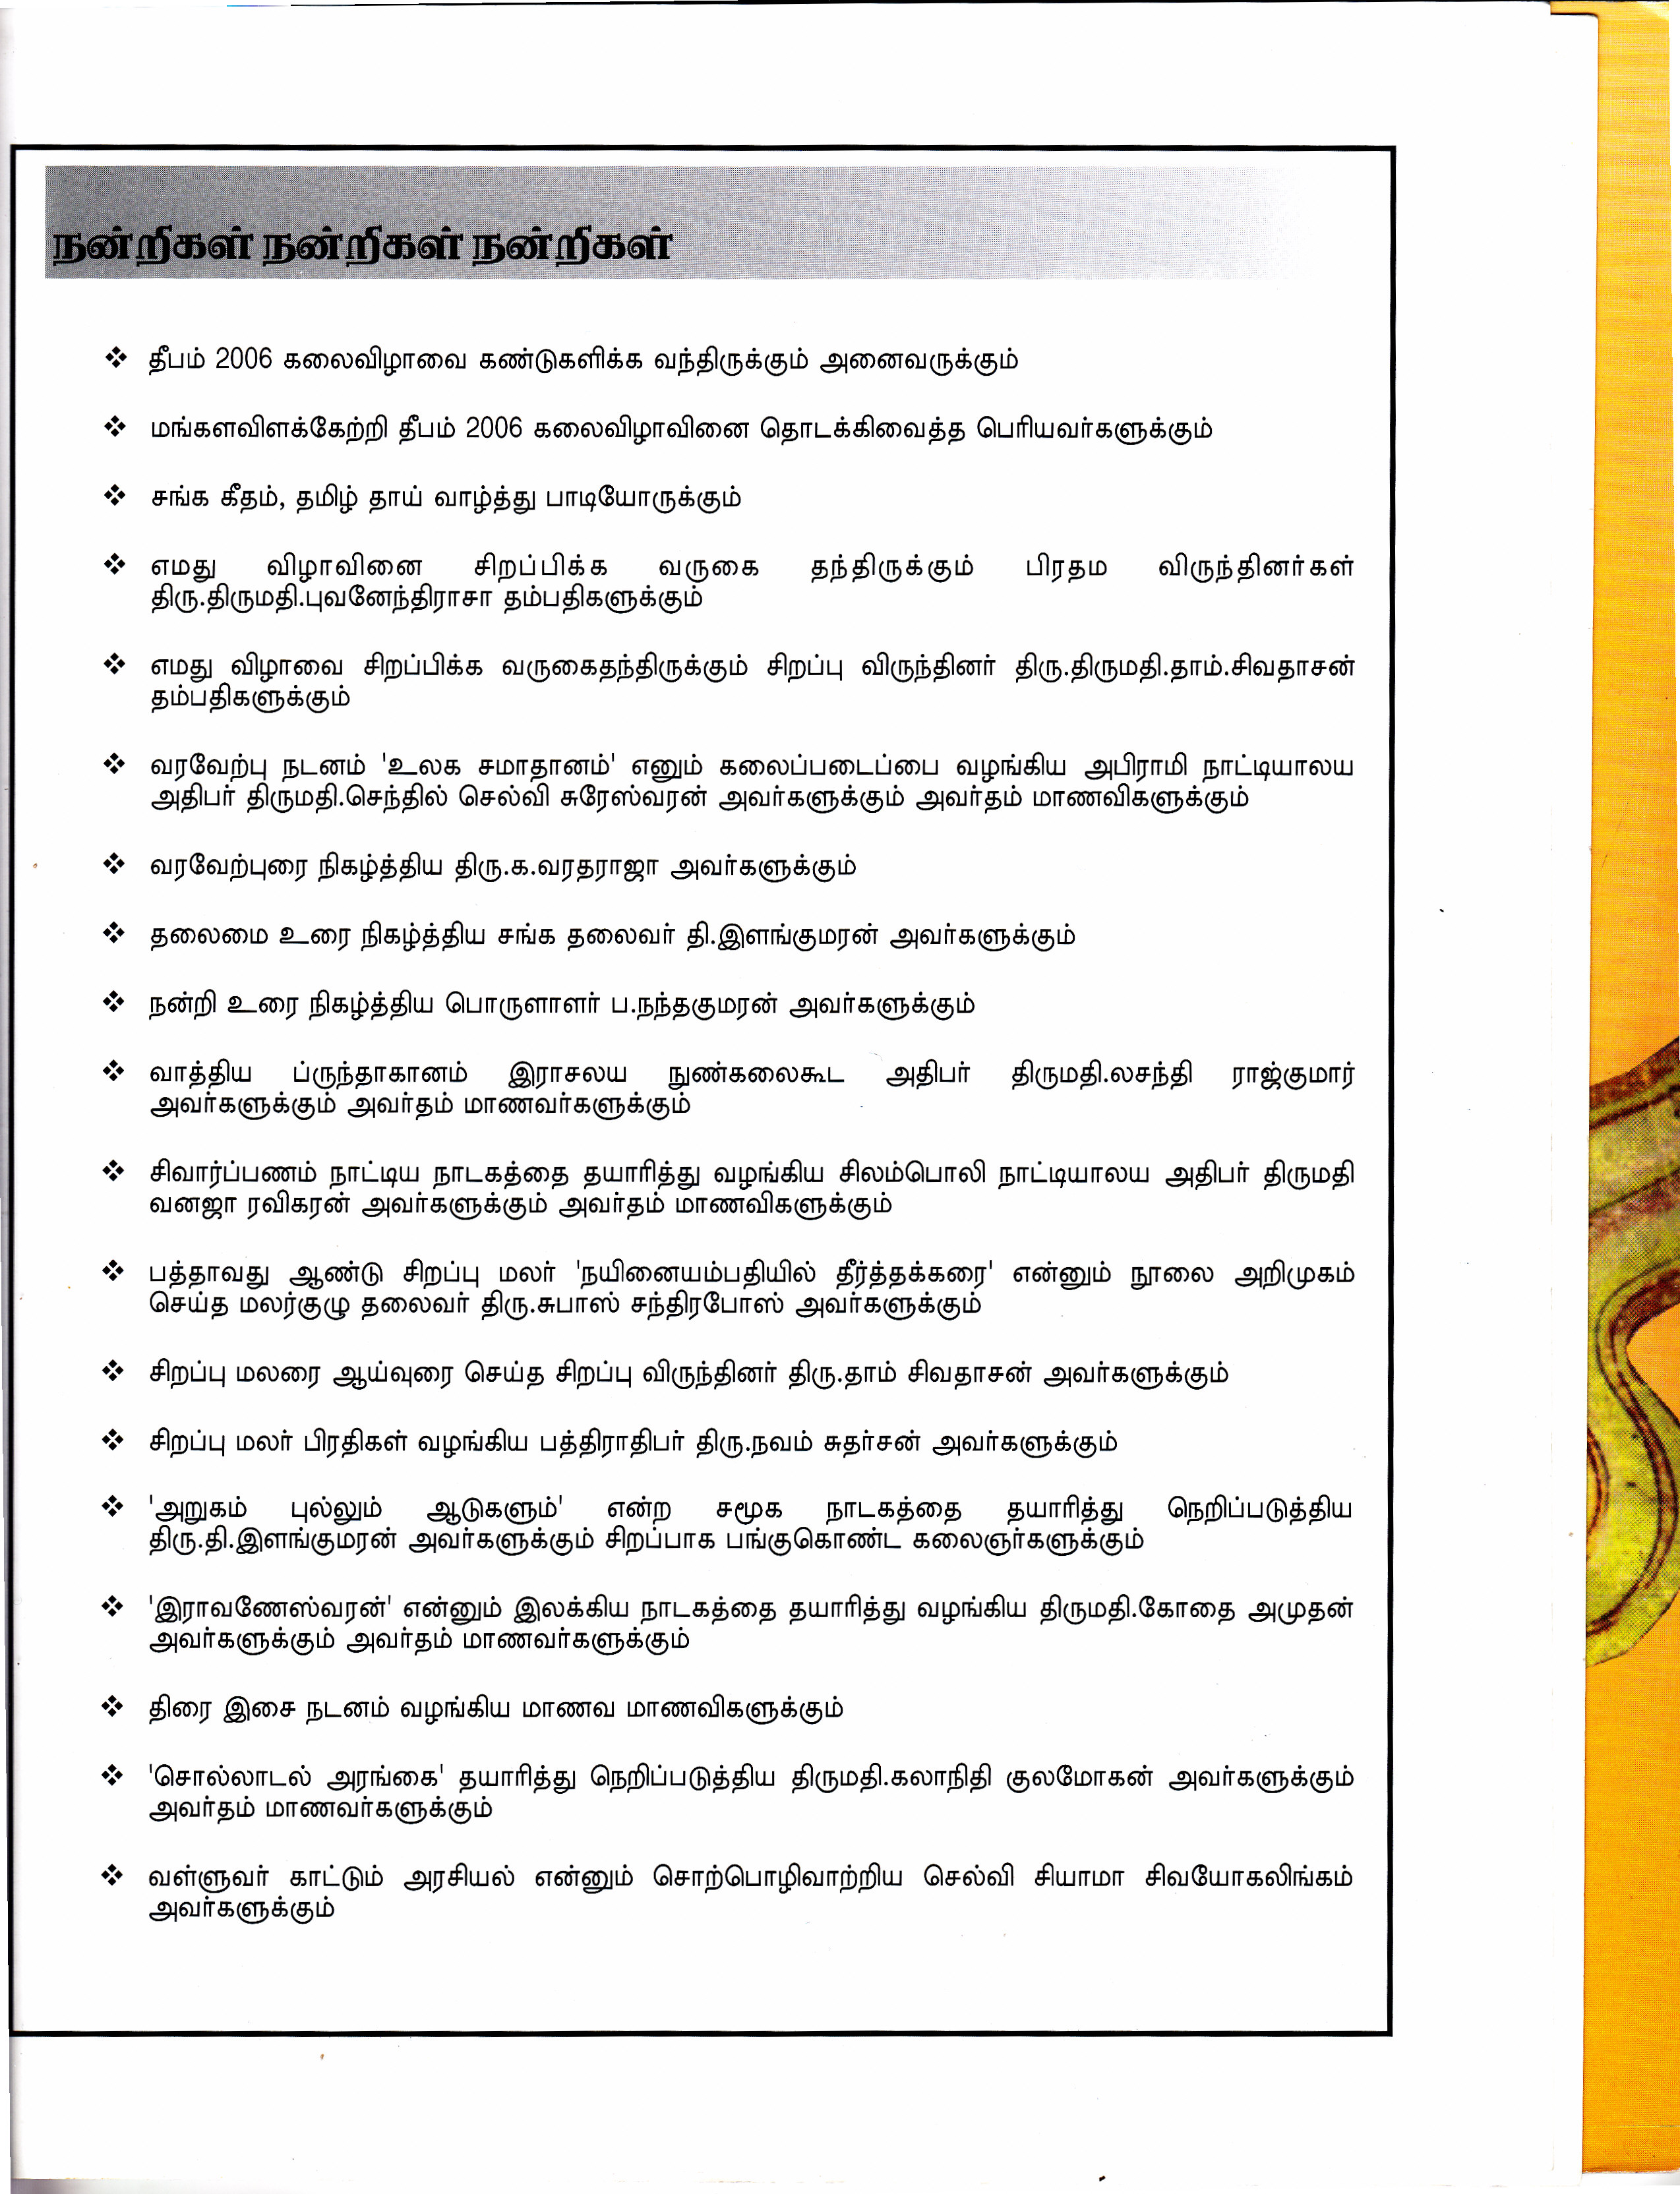 நன்றிகள் நன்றிகள் நன்றிகள்
❖ தீபம் 2006 கலைவிழாவை கண்டுகளிக்க வந்திருக்கும் அனைவருக்கும்
❖ மங்களவிளக்கேற்றி தீபம் 2006 கலைவிழாவினை தொடக்கிவைத்த பெரியவர்களுக்கும்
❖ சங்க கீதம், தமிழ் தாய் வாழ்த்து பாடியோருக்கும்
❖ எமது விழாவினை சிறப்பிக்க வருகை தந்திருக்கும் பிரதம விருந்தினர்கள்
திரு.திருமதி.புவனேந்திராசா தம்பதிகளுக்கும்
❖ எமது விழாவை சிறப்பிக்க வருகைதந்திருக்கும் சிறப்பு விருந்தினர் திரு.திருமதி.தாம்.சிவதாசன்
தம்பதிகளுக்கும்
❖ வரவேற்பு நடனம் 'உலக சமாதானம்' எனும் கலைப்படைப்பை வழங்கிய அபிராமி நாட்டியாலய
அதிபர் திருமதி.செந்தில் செல்வி சுரேஸ்வரன் அவர்களுக்கும் அவர்தம் மாணவிகளுக்கும்
❖ வரவேற்புரை நிகழ்த்திய திரு.க.வரதராஜா அவர்களுக்கும்
❖ தலைமை உரை நிகழ்த்திய சங்க தலைவர் தி.இளங்குமரன் அவர்களுக்கும்
❖ நன்றி உரை நிகழ்த்திய பொருளாளர் ப.நந்தகுமரன் அவர்களுக்கும்
❖ வாத்திய ப்ருந்தாகானம் இராசலய நுண்கலைகூட அதிபர் திருமதி.லசந்தி ராஜ்குமார்
அவர்களுக்கும் அவர்தம் மாணவர்களுக்கும்
❖ சிவார்ப்பணம் நாட்டிய நாடகத்தை தயாரித்து வழங்கிய சிலம்பொலி நாட்டியாலய அதிபர் திருமதி
வனஜா ரவிகரன் அவர்களுக்கும் அவர்தம் மாணவிகளுக்கும்
❖ பத்தாவது ஆண்டு சிறப்பு மலர் 'நயினையம்பதியில் தீர்த்தக்கரை' என்னும் நூலை அறிமுகம்
செய்த மலர்குழு தலைவர் திரு.சுபாஸ் சந்திரபோஸ் அவர்களுக்கும்
❖ சிறப்பு மலரை ஆய்வுரை செய்த சிறப்பு விருந்தினர் திரு.தாம் சிவதாசன் அவர்களுக்கும்
❖ சிறப்பு மலர் பிரதிகள் வழங்கிய பத்திராதிபர் திரு.நவம் சுதர்சன் அவர்களுக்கும்
❖ 'அறுகம் புல்லும் ஆடுகளும்' என்ற சமூக நாடகத்தை தயாரித்து நெறிப்படுத்திய
திரு.தி.இளங்குமரன் அவர்களுக்கும் சிறப்பாக பங்குகொண்ட கலைஞர்களுக்கும்
❖ 'இராவணேஸ்வரன்' என்னும் இலக்கிய நாடகத்தை தயாரித்து வழங்கிய திருமதி.கோதை அமுதன்
அவர்களுக்கும் அவர்தம் மாணவர்களுக்கும்
❖ திரை இசை நடனம் வழங்கிய மாணவ மாணவிகளுக்கும்
❖ 'சொல்லாடல் அரங்கை' தயாரித்து நெறிப்படுத்திய திருமதி.கலாநிதி குலமோகன் அவர்களுக்கும்
அவர்தம் மாணவர்களுக்கும்
❖ வள்ளுவர் காட்டும் அரசியல் என்னும் சொற்பொழிவாற்றிய செல்வி சியாமா சிவயோகலிங்கம்
அவர்களுக்கும்